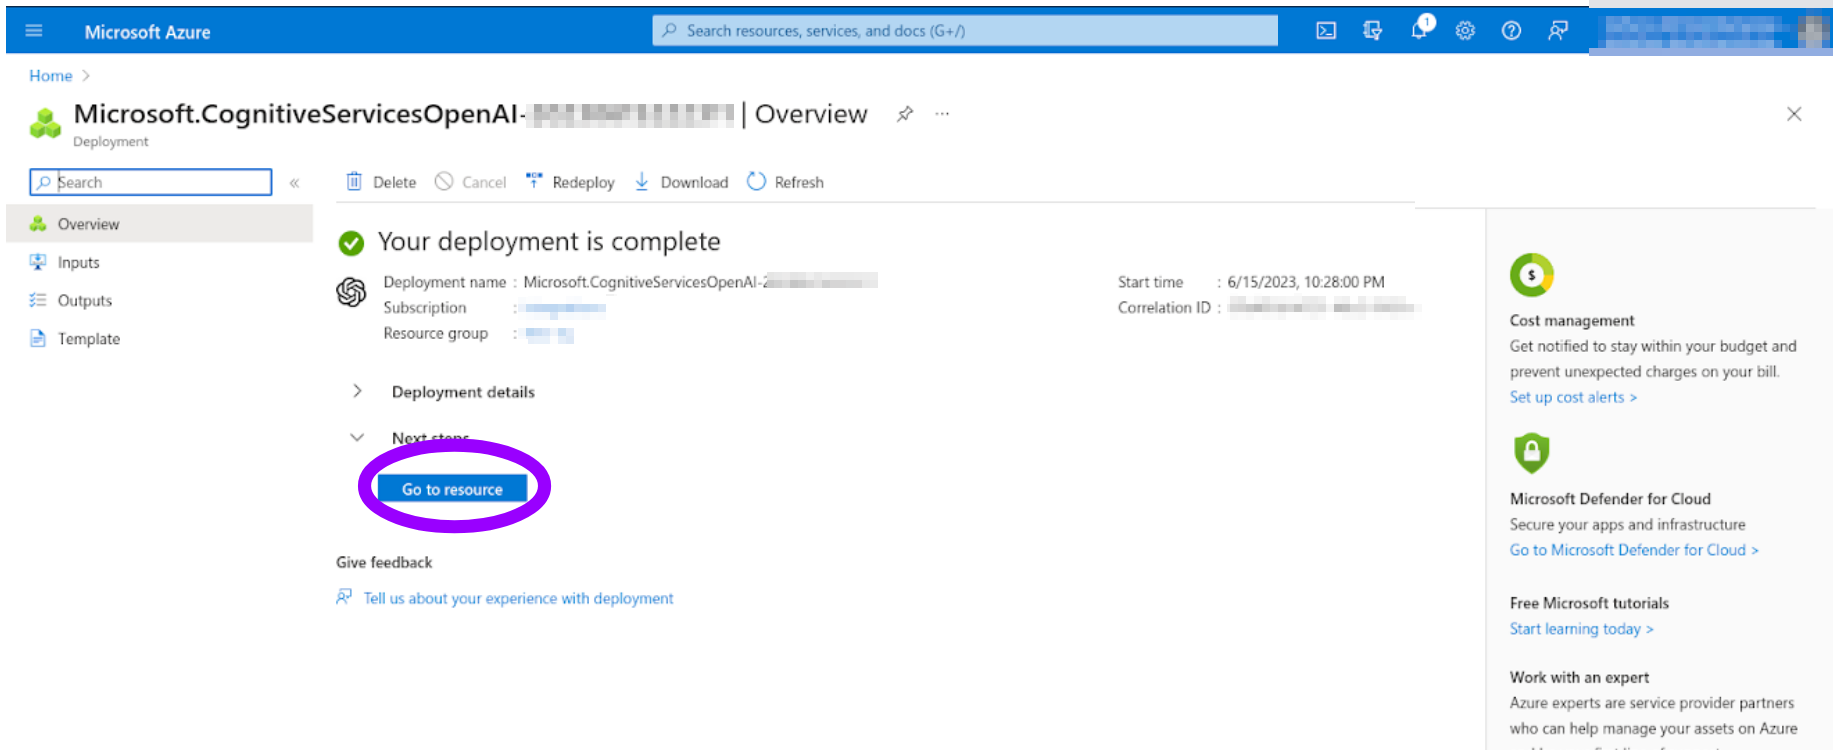 Microsoft Azure
Search resources, services, and docs (G+/)
1
Home
Microsoft.CognitiveServicesOpenAI- | Overview
Deployment
Search
Delete
Cancel
Redeploy
Download
Refresh
Overview
Inputs
Outputs
Template
Your deployment is complete
Deployment name : Microsoft.CognitiveServicesOpenAI-2
Subscription :
Resource group :
Start time : 6/15/2023, 10:28:00 PM
Correlation ID :
Deployment details
Next steps
Go to resource
Give feedback
Tell us about your experience with deployment
$
Cost management
Get notified to stay within your budget and
prevent unexpected charges on your bill.
Set up cost alerts >
Microsoft Defender for Cloud
Secure your apps and infrastructure
Go to Microsoft Defender for Cloud >
Free Microsoft tutorials
Start learning today >
Work with an expert
Azure experts are service provider partners
who can help manage your assets on Azure